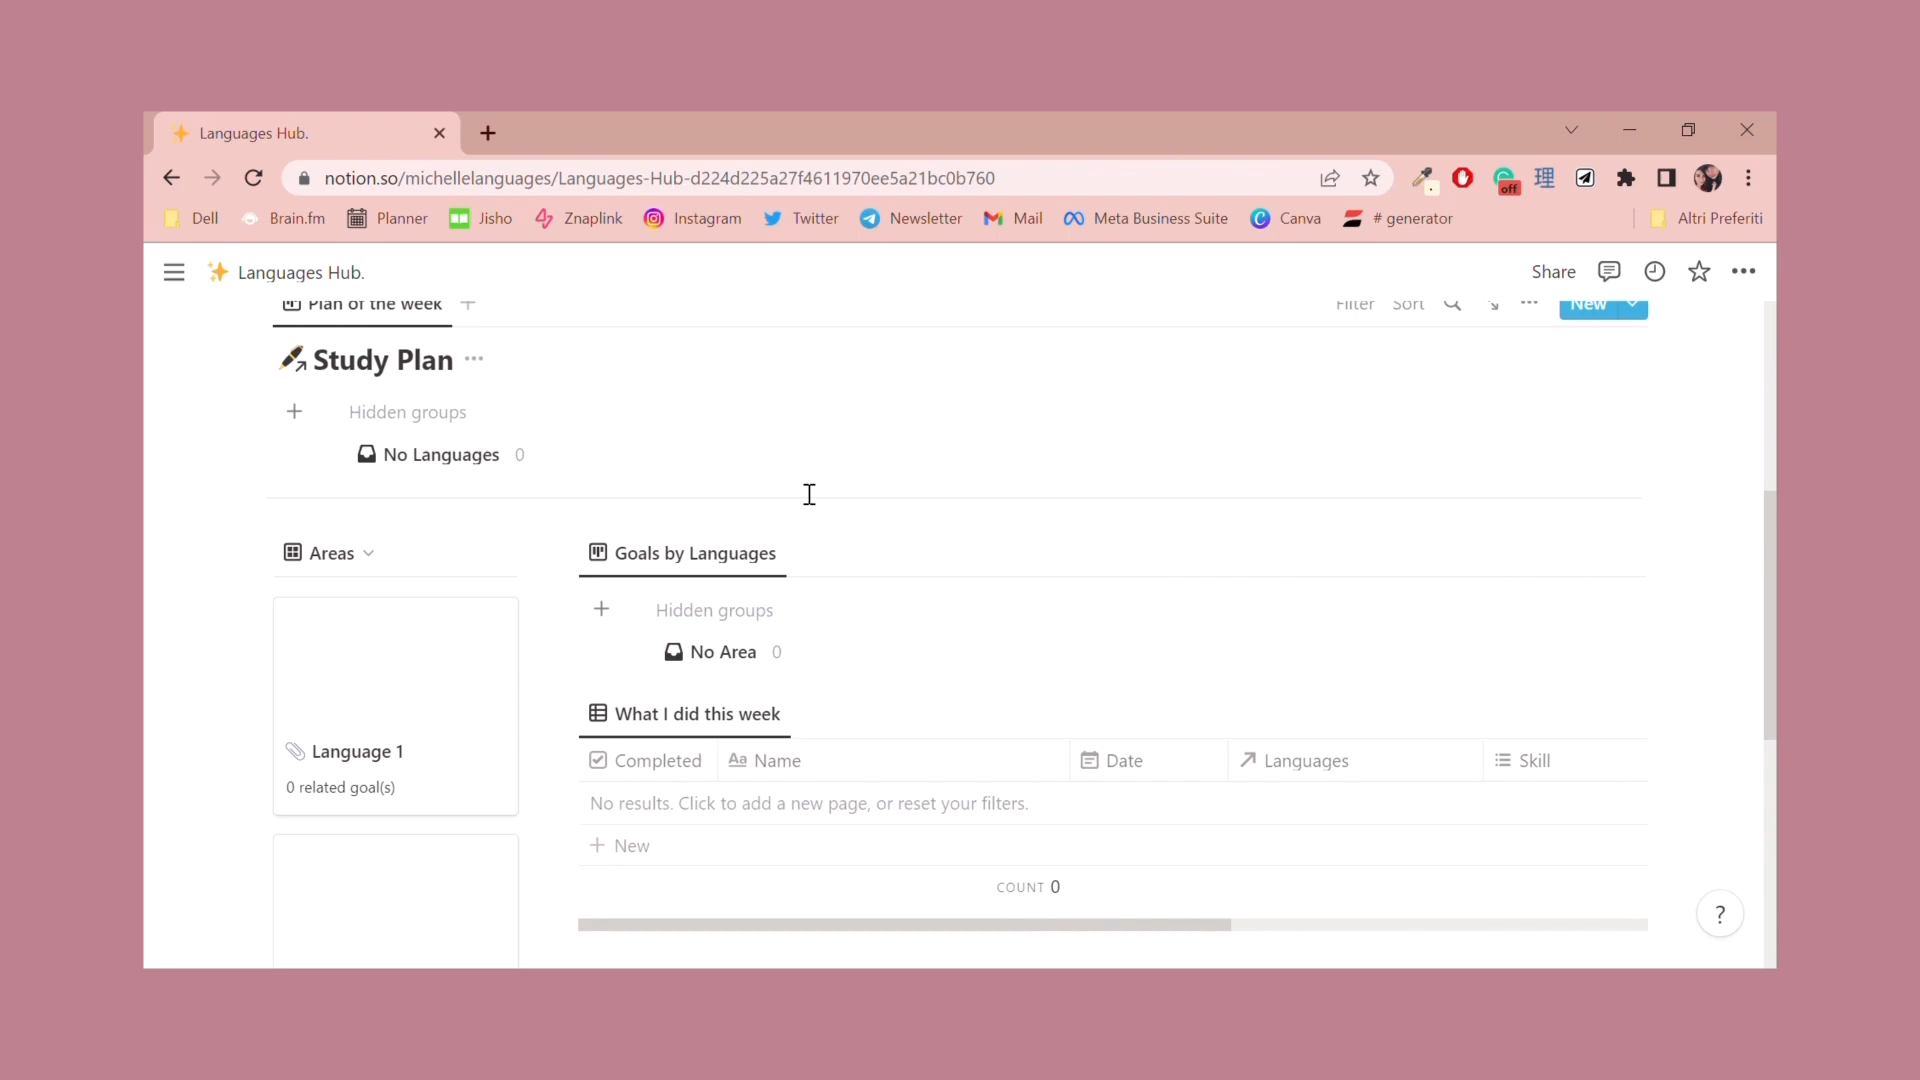 Languages Hub.
notion.so/michellelanguages/Languages-Hub-d224d225a27f4611970ee5a21bc0b760
off
理
Dell Brain.fm Planner Jisho Znaplink Instagram Twitter Newsletter Mail Meta Business Suite Canva # generator Altri Preferiti
Languages Hub. Share
Plan of the week Filter Sort New
Study Plan
Hidden groups
No Languages 0
Areas Goals by Languages
Hidden groups
No Area 0
What I did this week
Language 1
0 related goal(s)
Completed Aa Name Date Languages Skill
No results. Click to add a new page, or reset your filters.
New
COUNT 0
?